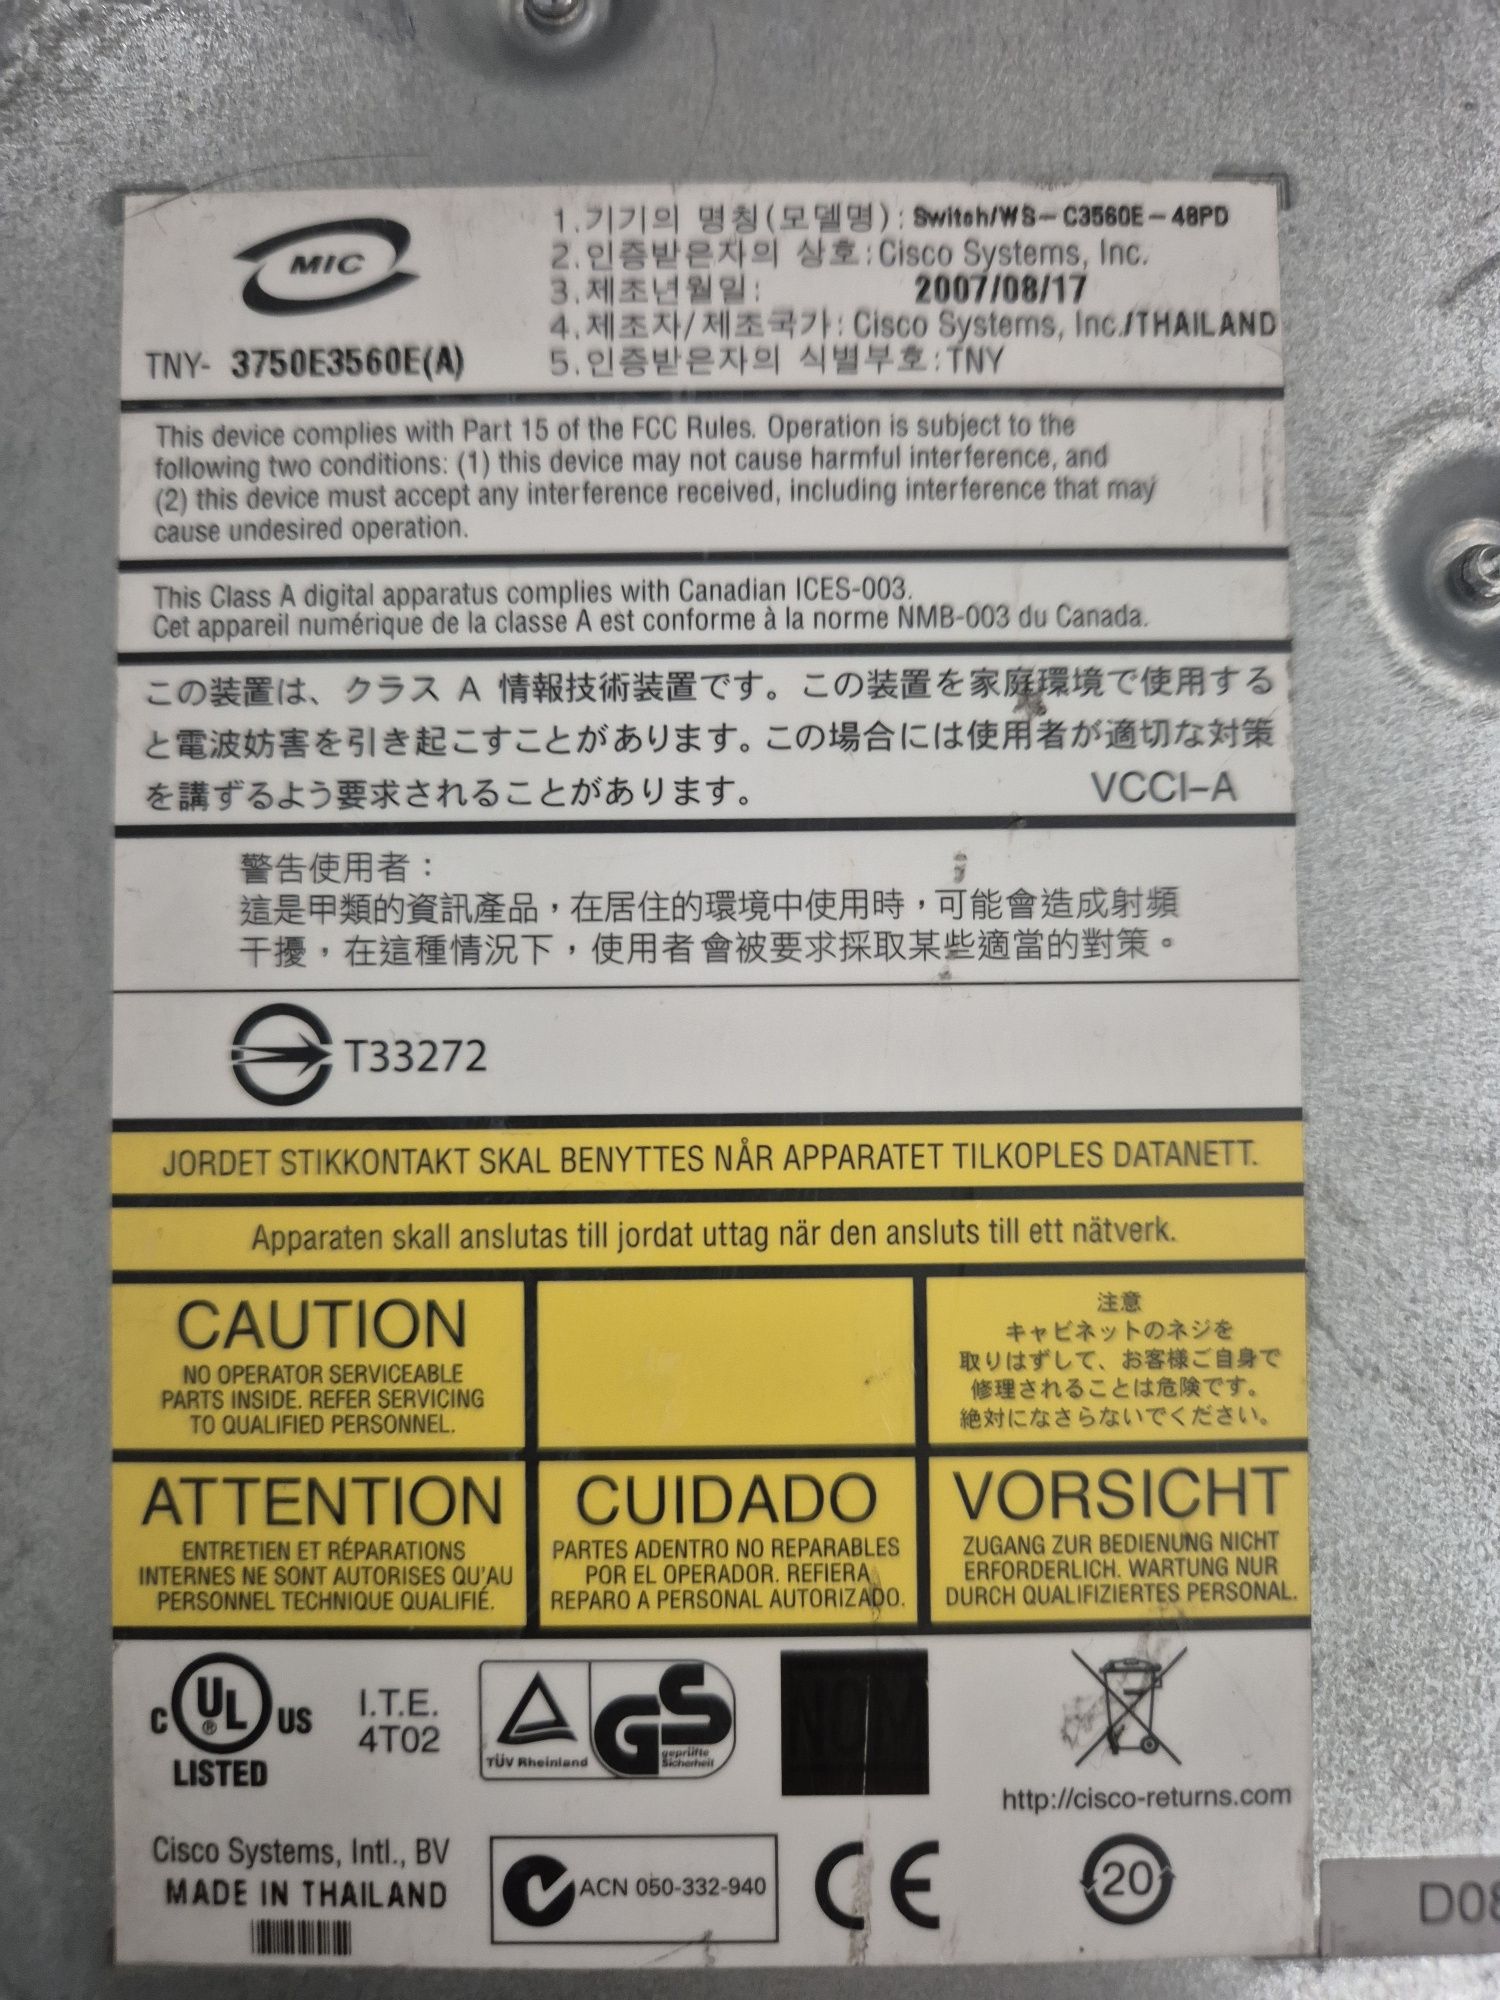 MIC
TNY- 3750E3560E(A)
1.기기의 명칭(모델명): Switch/WS-C3560E-48PD
2.인증받은자의 상호:Cisco Systems, Inc.
3.제조년월일: 2007/08/17
4.제조자/제조국가: Cisco Systems, Inc./THAILAND
5.인증받은자의 식별부호:TNY
This device complies with Part 15 of the FCC Rules. Operation is subject to the
following two conditions: (1) this device may not cause harmful interference, and
(2) this device must accept any interference received, including interference that may
cause undesired operation.
This Class A digital apparatus complies with Canadian ICES-003.
Cet appareil numérique de la classe A est conforme à la norme NMB-003 du Canada.
この装置は、クラス A 情報技術装置です。この装置を家庭環境で使用する
と電波妨害を引き起こすことがあります。この場合には使用者が適切な対策
を講ずるよう要求されることがあります。 VCCI-A
警告使用者：
這是甲類的資訊產品，在居住的環境中使用時，可能會造成射頻
干擾，在這種情況下，使用者會被要求採取某些適當的對策。
T33272
JORDET STIKKONTAKT SKAL BENYTTES NÅR APPARATET TILKOPLES DATANETT.
Apparaten skall anslutas till jordat uttag när den ansluts till ett nätverk.
CAUTION
NO OPERATOR SERVICEABLE
PARTS INSIDE. REFER SERVICING
TO QUALIFIED PERSONNEL.
注意
キャビネットのネジを
取りはずして、お客様ご自身で
修理されることは危険です。
絶対になさらないでください。
ATTENTION
ENTRETIEN ET RÉPARATIONS
INTERNES NE SONT AUTORISES QU'AU
PERSONNEL TECHNIQUE QUALIFIÉ.
CUIDADO
PARTES ADENTRO NO REPARABLES
POR EL OPERADOR. REFIERA
REPARO A PERSONAL AUTORIZADO.
VORSICHT
ZUGANG ZUR BEDIENUNG NICHT
ERFORDERLICH. WARTUNG NUR
DURCH QUALIFIZIERTES PERSONAL.
C UL ® US
LISTED
I.T.E.
4T02
TÜV Rheinland
GS
geprüfte
Sicherheit
NOM
http://cisco-returns.com
Cisco Systems, Intl., BV
MADE IN THAILAND
ACN 050-332-940
CE
20
D08